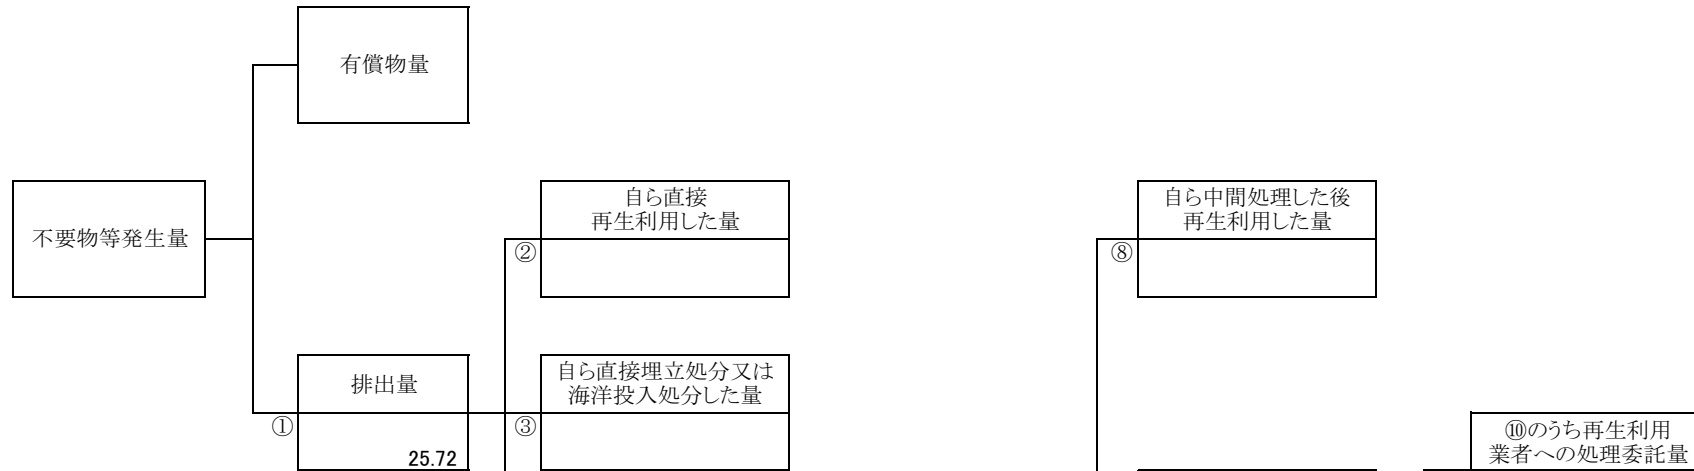 有償物量
不要物等発生量
自ら直接
再生利用した量
②
自ら中間処理した後
再生利用した量
⑧
排出量
①
25.72
自ら直接埋立処分又は
海洋投入処分した量
③
⑩のうち再生利用
業者への処理委託量